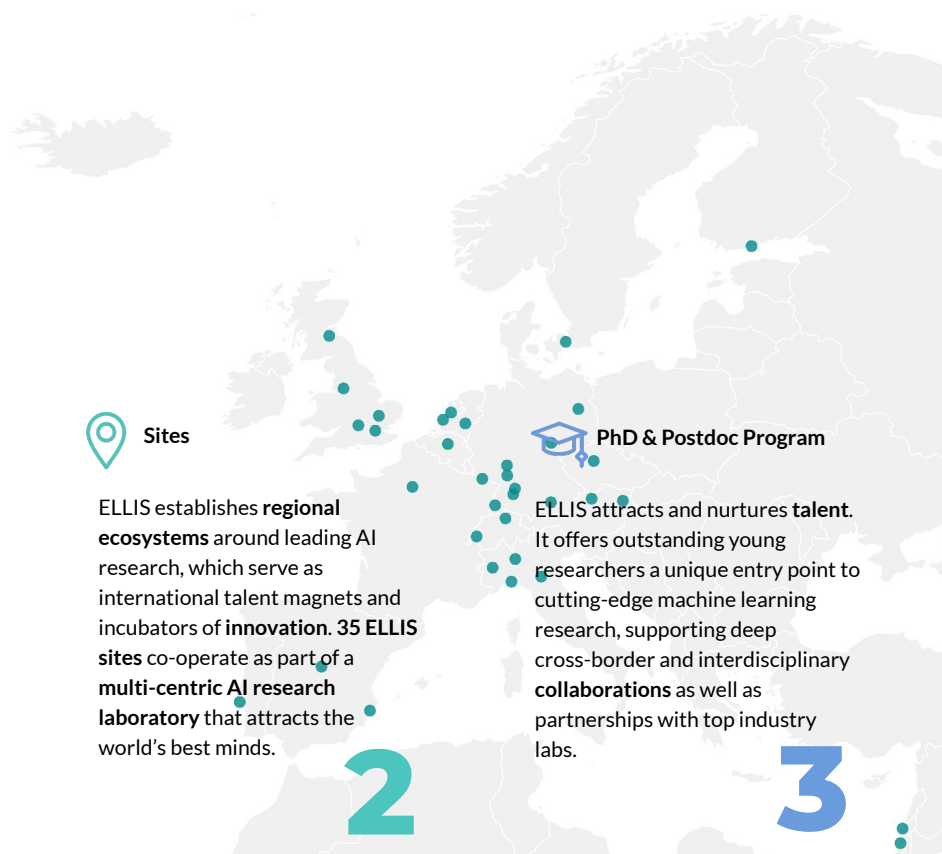 Sites
ELLIS establishes regional
ecosystems around leading AI
research, which serve as
international talent magnets and
incubators of innovation. 35 ELLIS
sites co-operate as part of a
multi-centric AI research
laboratory that attracts the
world's best minds.
2
PhD & Postdoc Program
ELLIS attracts and nurtures talent.
It offers outstanding young
researchers a unique entry point to
cutting-edge machine learning
research, supporting deep
cross-border and interdisciplinary
collaborations as well as
partnerships with top industry
labs.
3